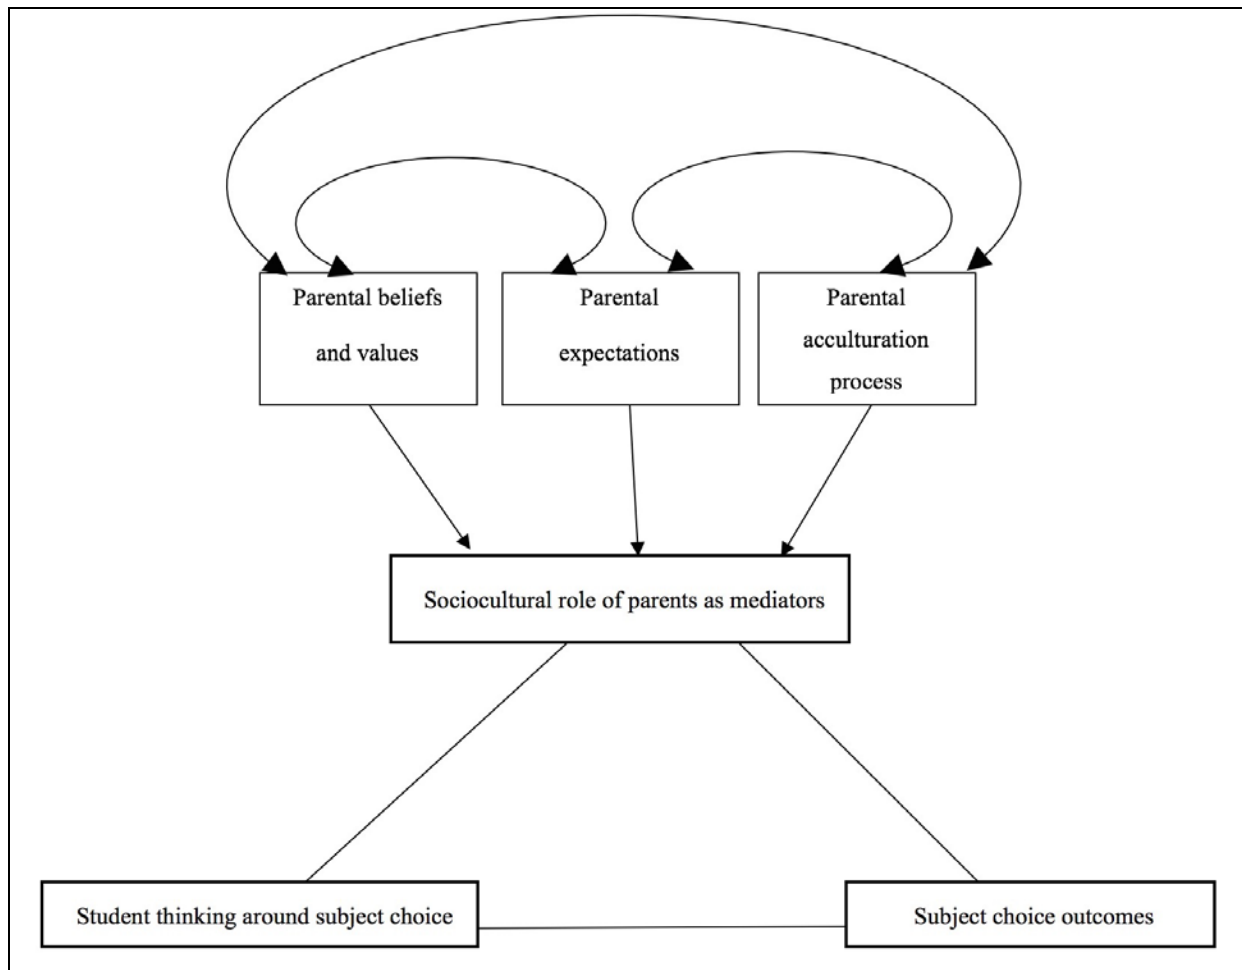 Parental beliefs
and values
Parental
expectations
Parental
acculturation
process
Sociocultural role of parents as mediators
Student thinking around subject choice
Subject choice outcomes